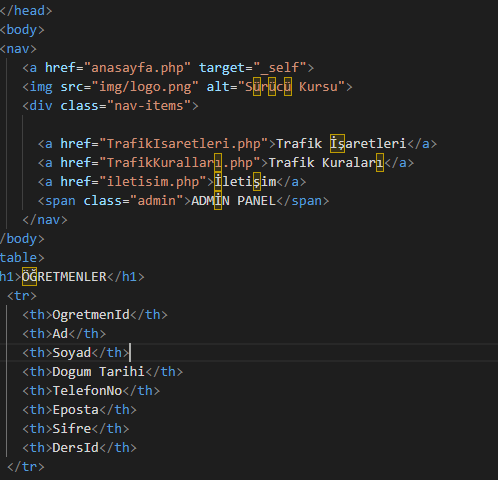 </head>
<body>
<nav>
<a href="anasayfa.php" target="_self">
<img src="img/logo.png" alt="Sürücü Kursu">
<div class="nav-items">
<a href="TrafikIsaretleri.php">Trafik İşaretleri</a>
<a href="TrafikKuralları.php">Trafik Kuraları</a>
<a href="iletisim.php">İletişim</a>
<span class="admin">ADMİN PANEL</span>
</nav>
/body>
table>
h1>ÖĞRETMENLER</h1>
<tr>
<th>OgretmenId</th>
<th>Ad</th>
<th>Soyad</th>
<th>Dogum Tarihi</th>
<th>TelefonNo</th>
<th>Eposta</th>
<th>Sifre</th>
<th>DersId</th>
</tr>